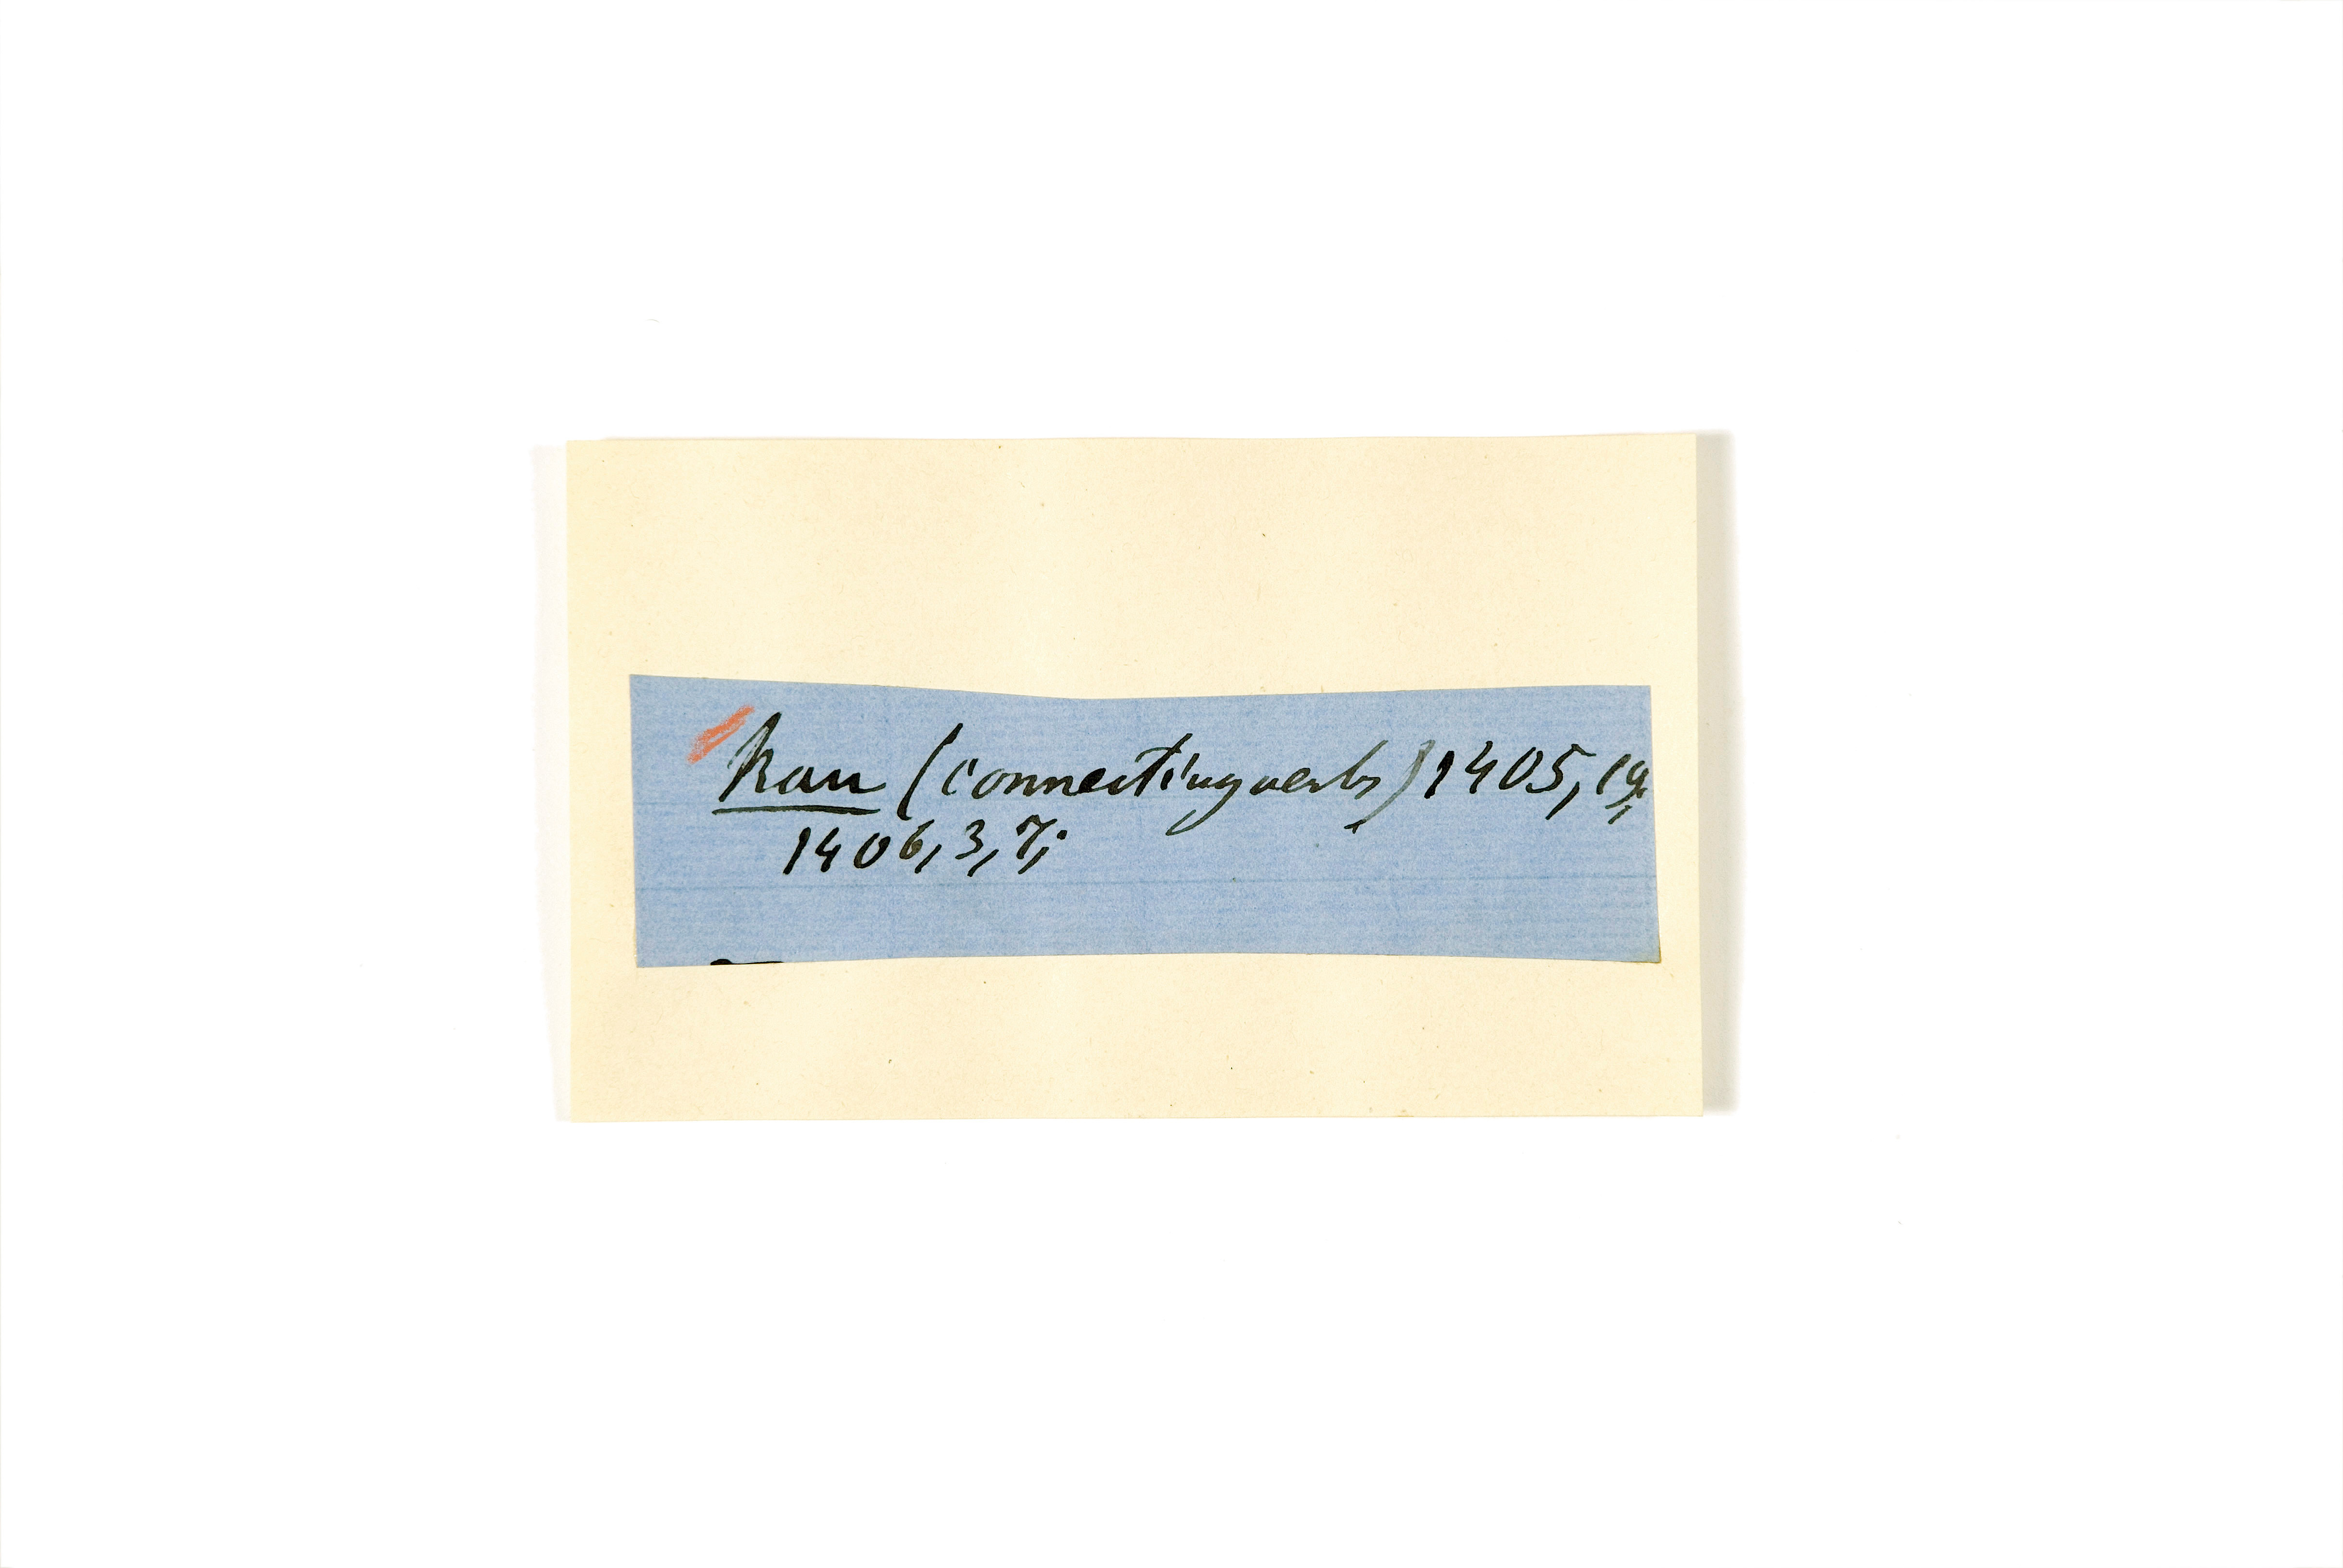 kau (connecting verbs) 1405, 19,
1406, 3, 7;